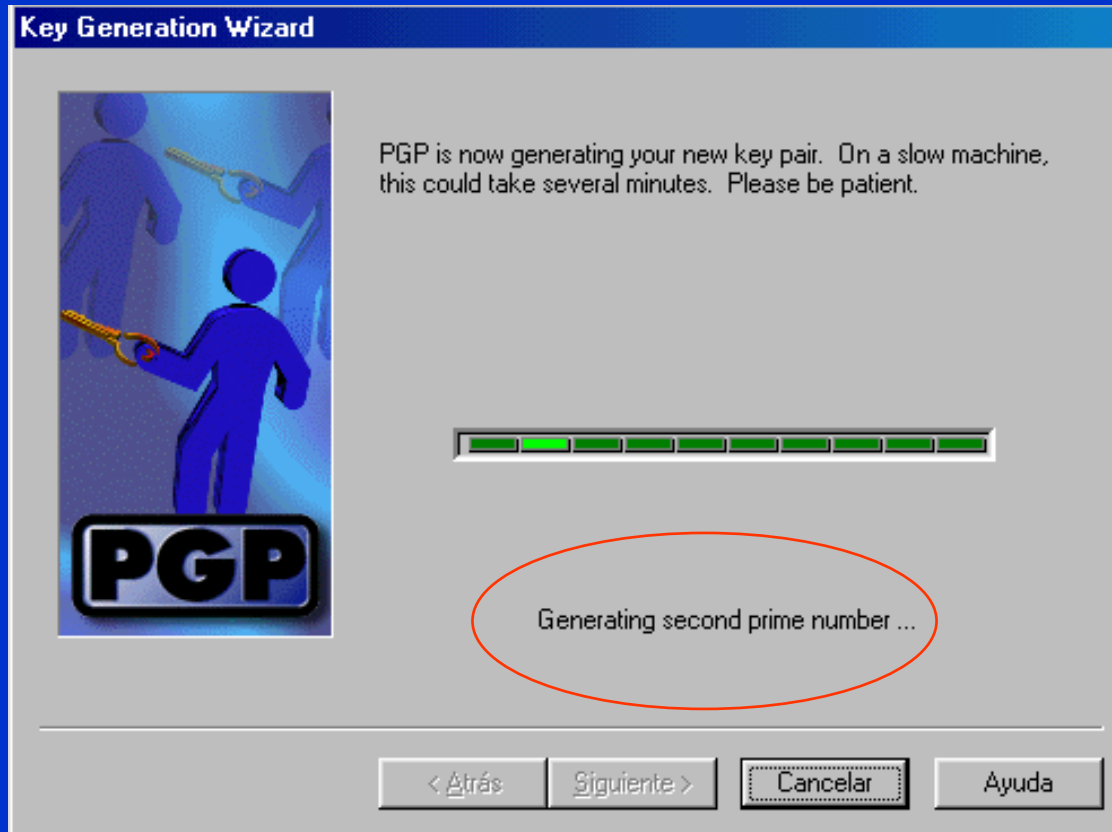 Key Generation Wizard
PGP is now generating your new key pair. On a slow machine,
this could take several minutes. Please be patient.
PGP
Generating second prime number ...
< Atrás
Siguiente >
Cancelar
Ayuda